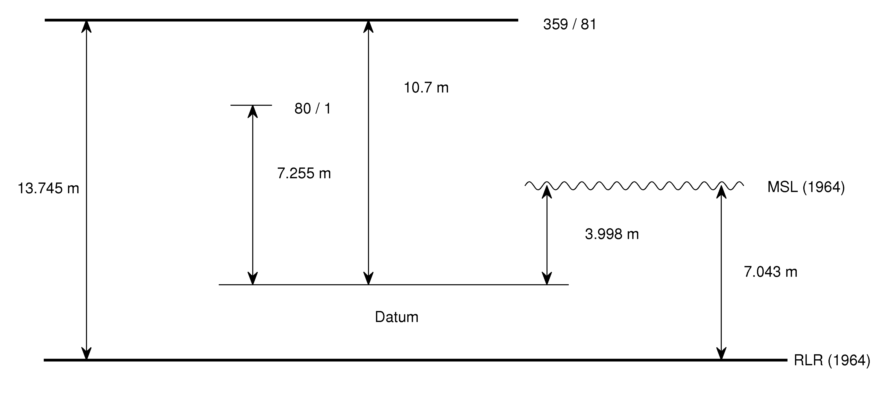 359 / 81
10.7 m
80 / 1
7.255 m
13.745 m
MSL (1964)
3.998 m
7.043 m
Datum
RLR (1964)